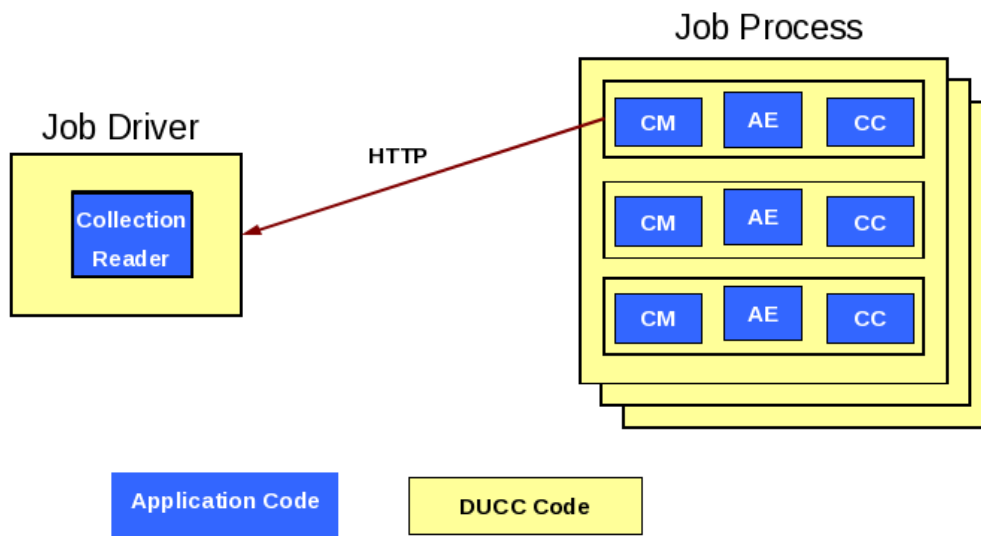 Job Process
Job Driver
HTTP
CM AE CC
Collection
Reader
CM AE CC
CM AE CC
Application Code
DUCC Code